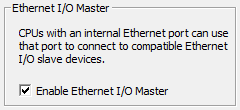 Ethernet I/O Master
CPUs with an internal Ethernet port can use
that port to connect to compatible Ethernet
I/O slave devices.
Enable Ethernet I/O Master